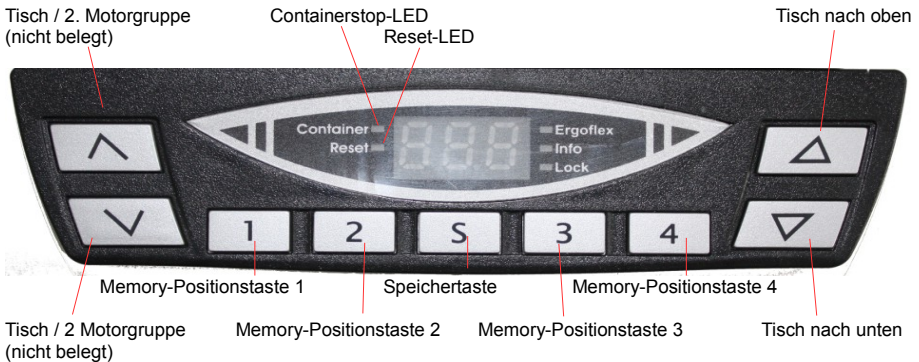 Tisch / 2. Motorgruppe
(nicht belegt)
Containerstop-LED
Reset-LED
Tisch nach oben
Container
Reset
888
Ergoflex
Info
Lock
1
2
S
3
4
Memory-Positionstaste 1
Speichertaste
Memory-Positionstaste 4
Tisch / 2 Motorgruppe
(nicht belegt)
Memory-Positionstaste 2
Memory-Positionstaste 3
Tisch nach unten